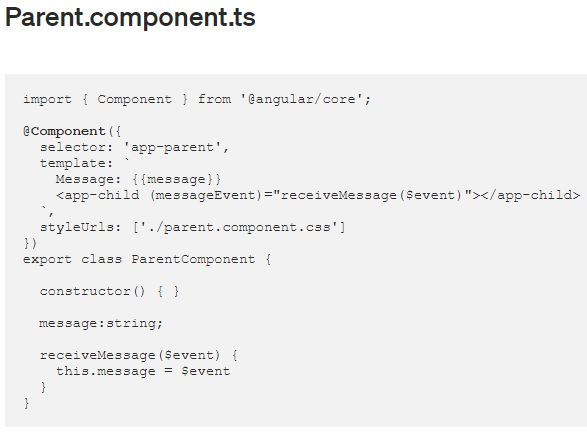 Parent.component.ts
import { Component } from '@angular/core';
@Component({
  selector: 'app-parent',
  template: `
    Message: {{message}}
    <app-child (messageEvent)="receiveMessage($event)"></app-child>
  `,
  styleUrls: ['./parent.component.css']
})
export class ParentComponent {
  constructor() { }
  message:string;
  receiveMessage($event) {
    this.message = $event
  }
}